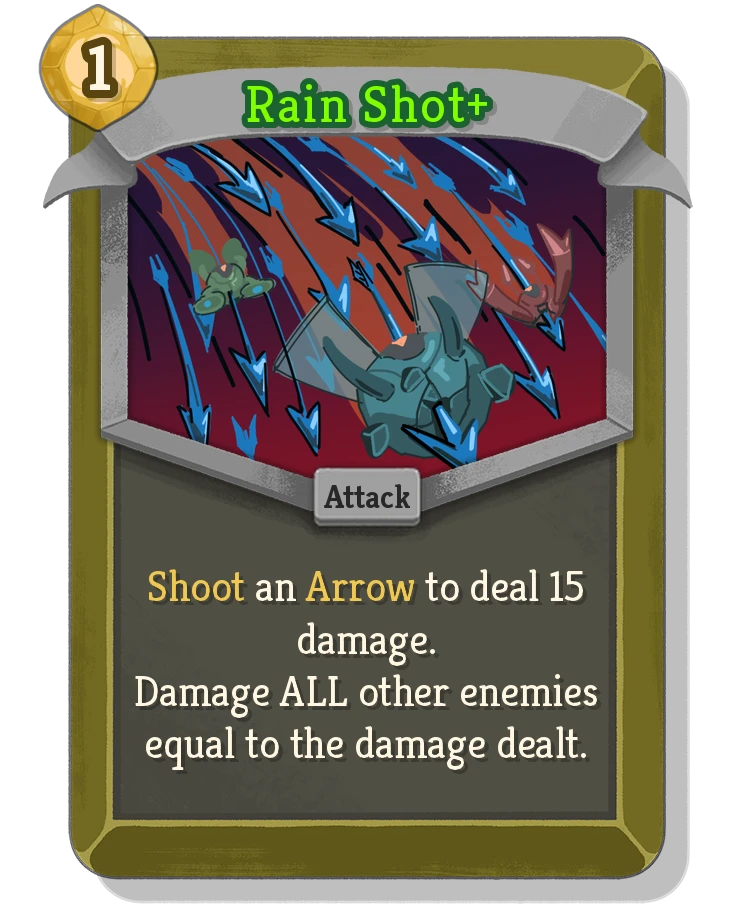 1
Rain Shot+
Attack
Shoot an Arrow to deal 15
damage.
Damage ALL other enemies
equal to the damage dealt.